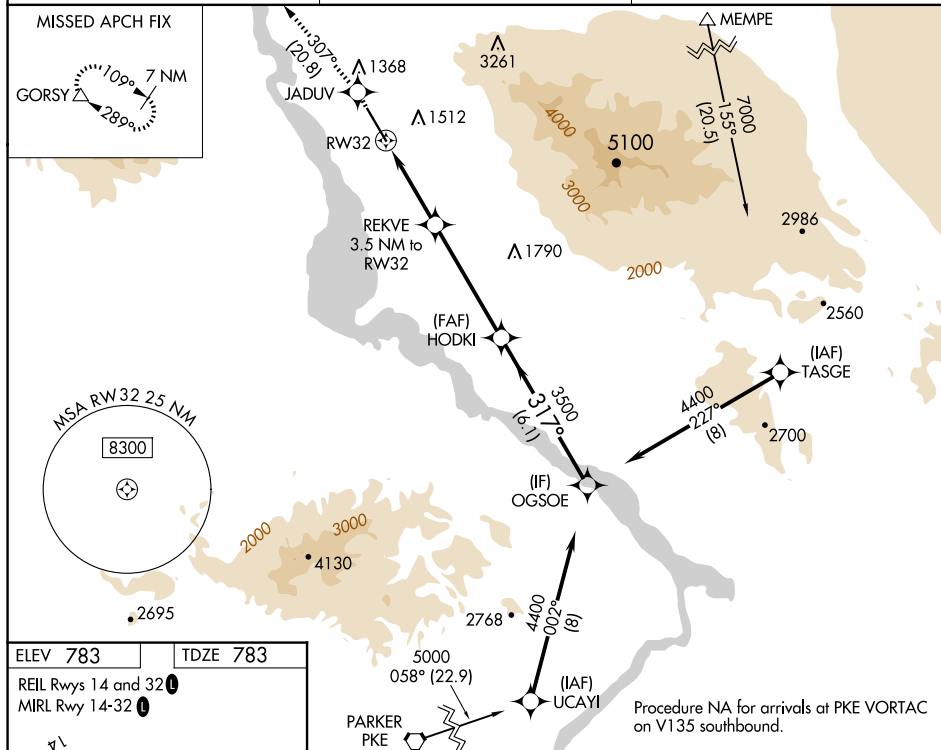 MISSED APCH FIX
7 NM
109°
GORSY
289°
307°
(20.8)
1368
JADUV
1512
RW32
3261
MEMPE
7000
155°
(20.5)
4000
5100
3000
2986
REKVE
3.5 NM to
RW32
1790
2000
2560
(FAF)
HODKI
(IAF)
TASGE
3500
317°
(6.1)
4400
227°
(8)
2700
MSA RW32 25 NM
8300
(IF)
OGSOE
2000
3000
4130
2695
2768
4400
002°
(8)
ELEV 783
TDZE 783
REIL Rwys 14 and 32 L
MIRL Rwy 14-32 L
14
5000
058° (22.9)
(IAF)
UCAYI
PARKER
PKE
Procedure NA for arrivals at PKE VORTAC
on V135 southbound.